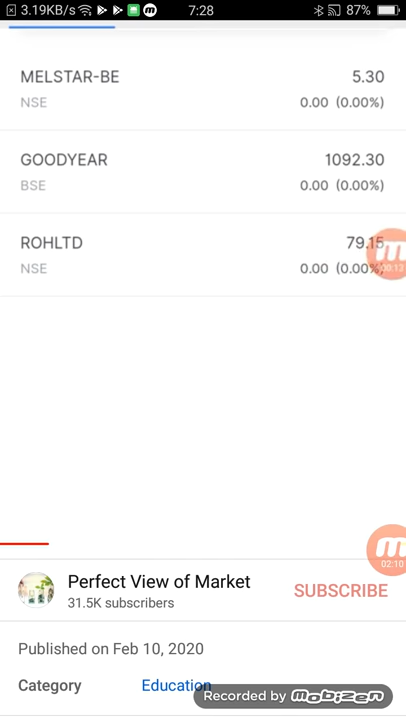 3.19KB/s 7:28 87%
MELSTAR-BE 5.30
NSE 0.00 (0.00%)
GOODYEAR 1092.30
BSE 0.00 (0.00%)
ROHLTD 79.15
NSE 0.00 (0.00%)
00:13
02:10
Perfect View of Market
31.5K subscribers
SUBSCRIBE
Published on Feb 10, 2020
Category Education
Recorded by mobizen